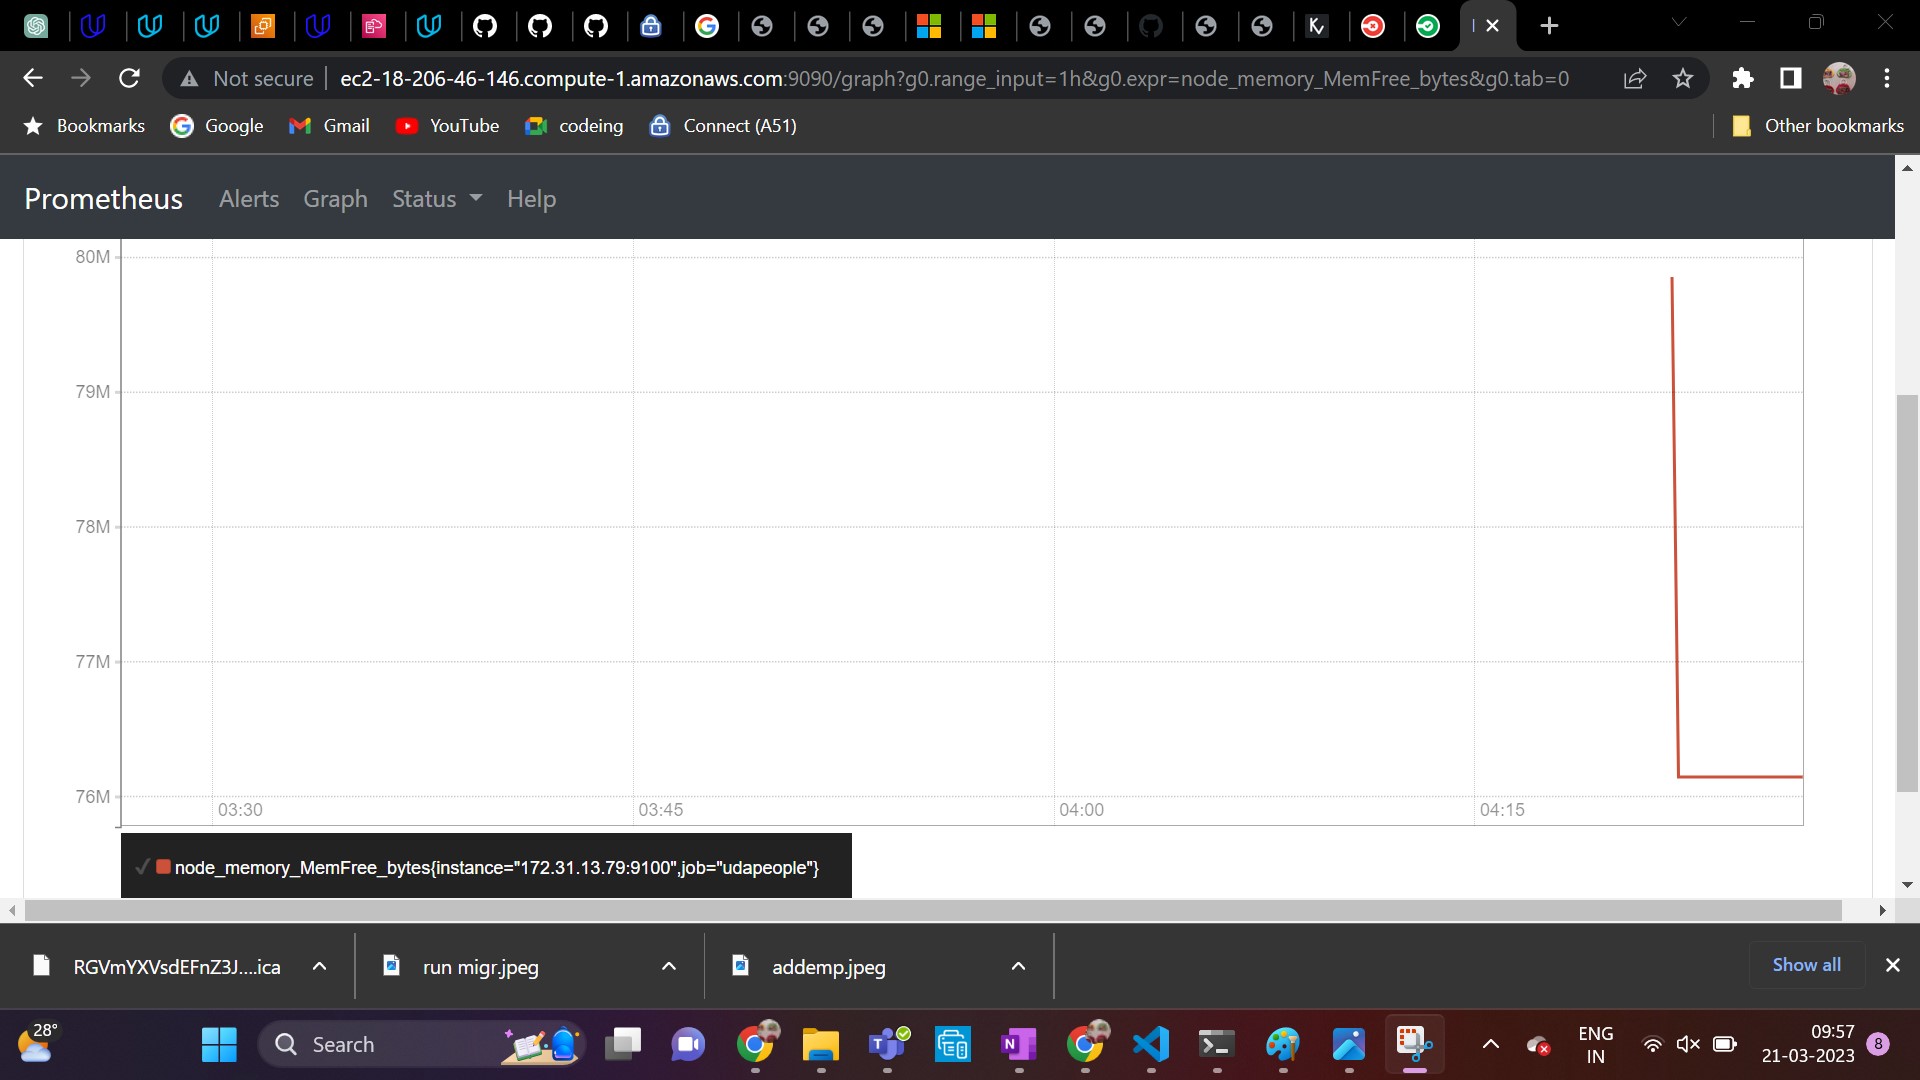 Not secure ec2-18-206-46-146.compute-1.amazonaws.com:9090/graph?g0.range_input=1h&g0.expr=node_memory_MemFree_bytes&g0.tab=0
Bookmarks Google Gmail YouTube codeing Connect (A51) Other bookmarks
Prometheus Alerts Graph Status Help
80M
79M
78M
77M
76M
03:30 03:45 04:00 04:15
node_memory_MemFree_bytes{instance="172.31.13.79:9100",job="udapeople"}
RGVmYXVsdEFnZ3J....ica run migr.jpeg addemp.jpeg Show all
28° Search ENG 09:57
IN 21-03-2023 8